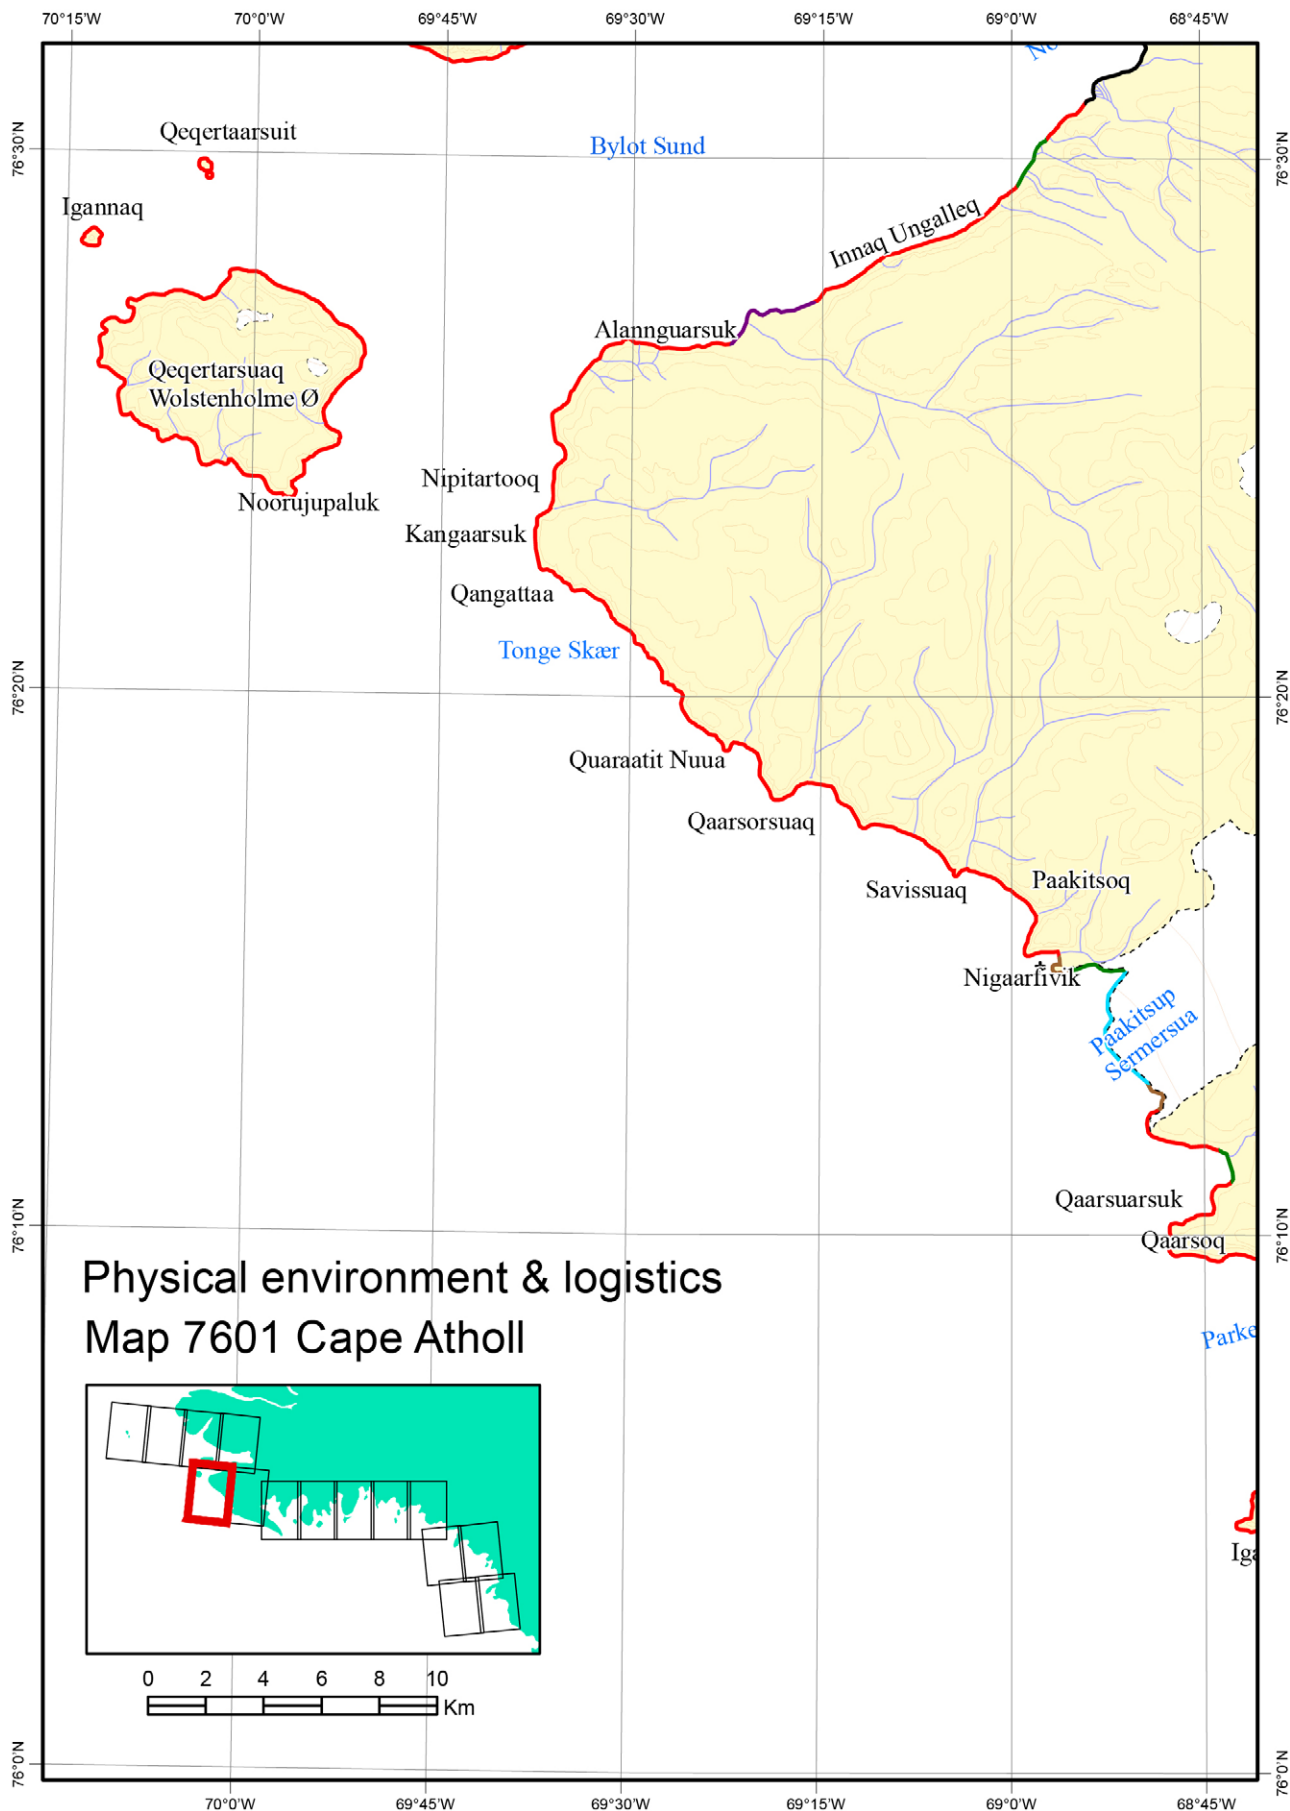 70°15'W
70°0'W
69°45'W
69°30'W
69°15'W
69°0'W
68°45'W
No
Qeqertaarsuit
Bylot Sund
76°30'N
76°30'N
Igannaq
Innaq Ungalleq
Alannguarsuk
Qeqertarsuaq
Wolstenholme Ø
Nipitartooq
Noorujupaluk
Kangaarsuk
Qangattaa
Tonge Skær
76°20'N
76°20'N
Quaraatit Nuua
Qaarsorsuaq
Savissuaq
Paakitsoq
Nigaarfivik
Paakitsup
Sermersua
Qaarsuarsuk
76°10'N
76°10'N
Qaarsoq
Physical environment & logistics
Map 7601 Cape Atholl
Parke
Iga
0 2 4 6 8 10
Km
76°0'N
76°0'N
70°0'W
69°45'W
69°30'W
69°15'W
69°0'W
68°45'W